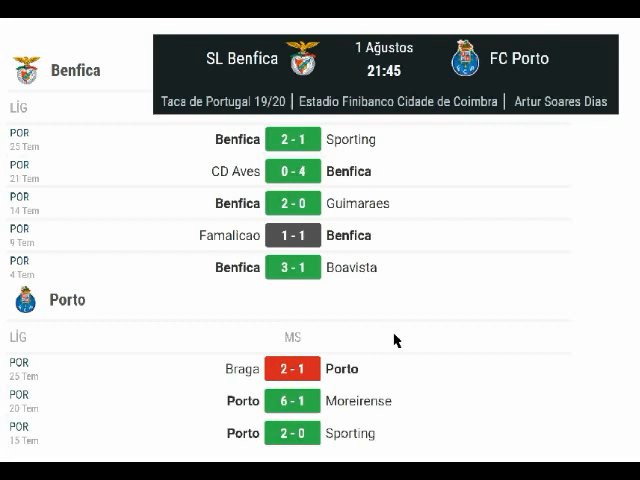 Benfica
SL Benfica 1 Ağustos 21:45 FC Porto
Taca de Portugal 19/20 | Estadio Finibanco Cidade de Coimbra | Artur Soares Dias
LİG
POR 25 Tem Benfica 2 - 1 Sporting
POR 21 Tem CD Aves 0 - 4 Benfica
POR 14 Tem Benfica 2 - 0 Guimaraes
POR 9 Tem Famalicao 1 - 1 Benfica
POR 4 Tem Benfica 3 - 1 Boavista
Porto
LİG MS
POR 25 Tem Braga 2 - 1 Porto
POR 20 Tem Porto 6 - 1 Moreirense
POR 15 Tem Porto 2 - 0 Sporting